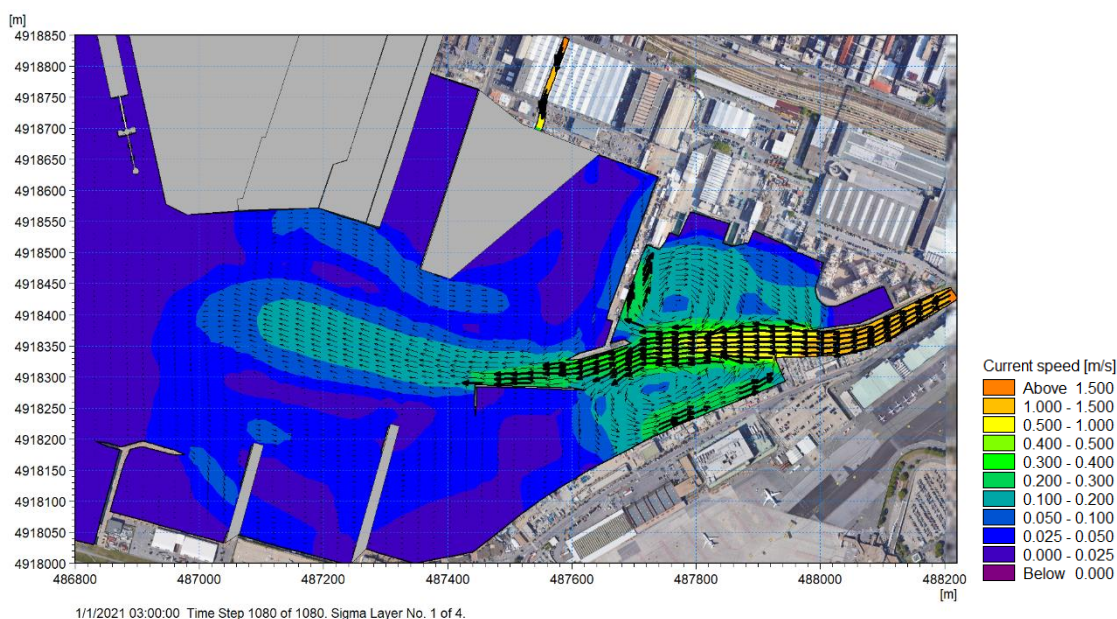 [m]
4918850
4918800
4918750
4918700
4918650
4918600
4918550
4918500
4918450
4918400
4918350
4918300
4918250
4918200
4918150
4918100
4918050
4918000
486800 487000 487200 487400 487600 487800 488000 488200
[m]
Current speed [m/s]
Above 1.500
1.000 - 1.500
0.500 - 1.000
0.400 - 0.500
0.300 - 0.400
0.200 - 0.300
0.100 - 0.200
0.050 - 0.100
0.025 - 0.050
0.000 - 0.025
Below 0.000
1/1/2021 03:00:00 Time Step 1080 of 1080. Sigma Layer No. 1 of 4.